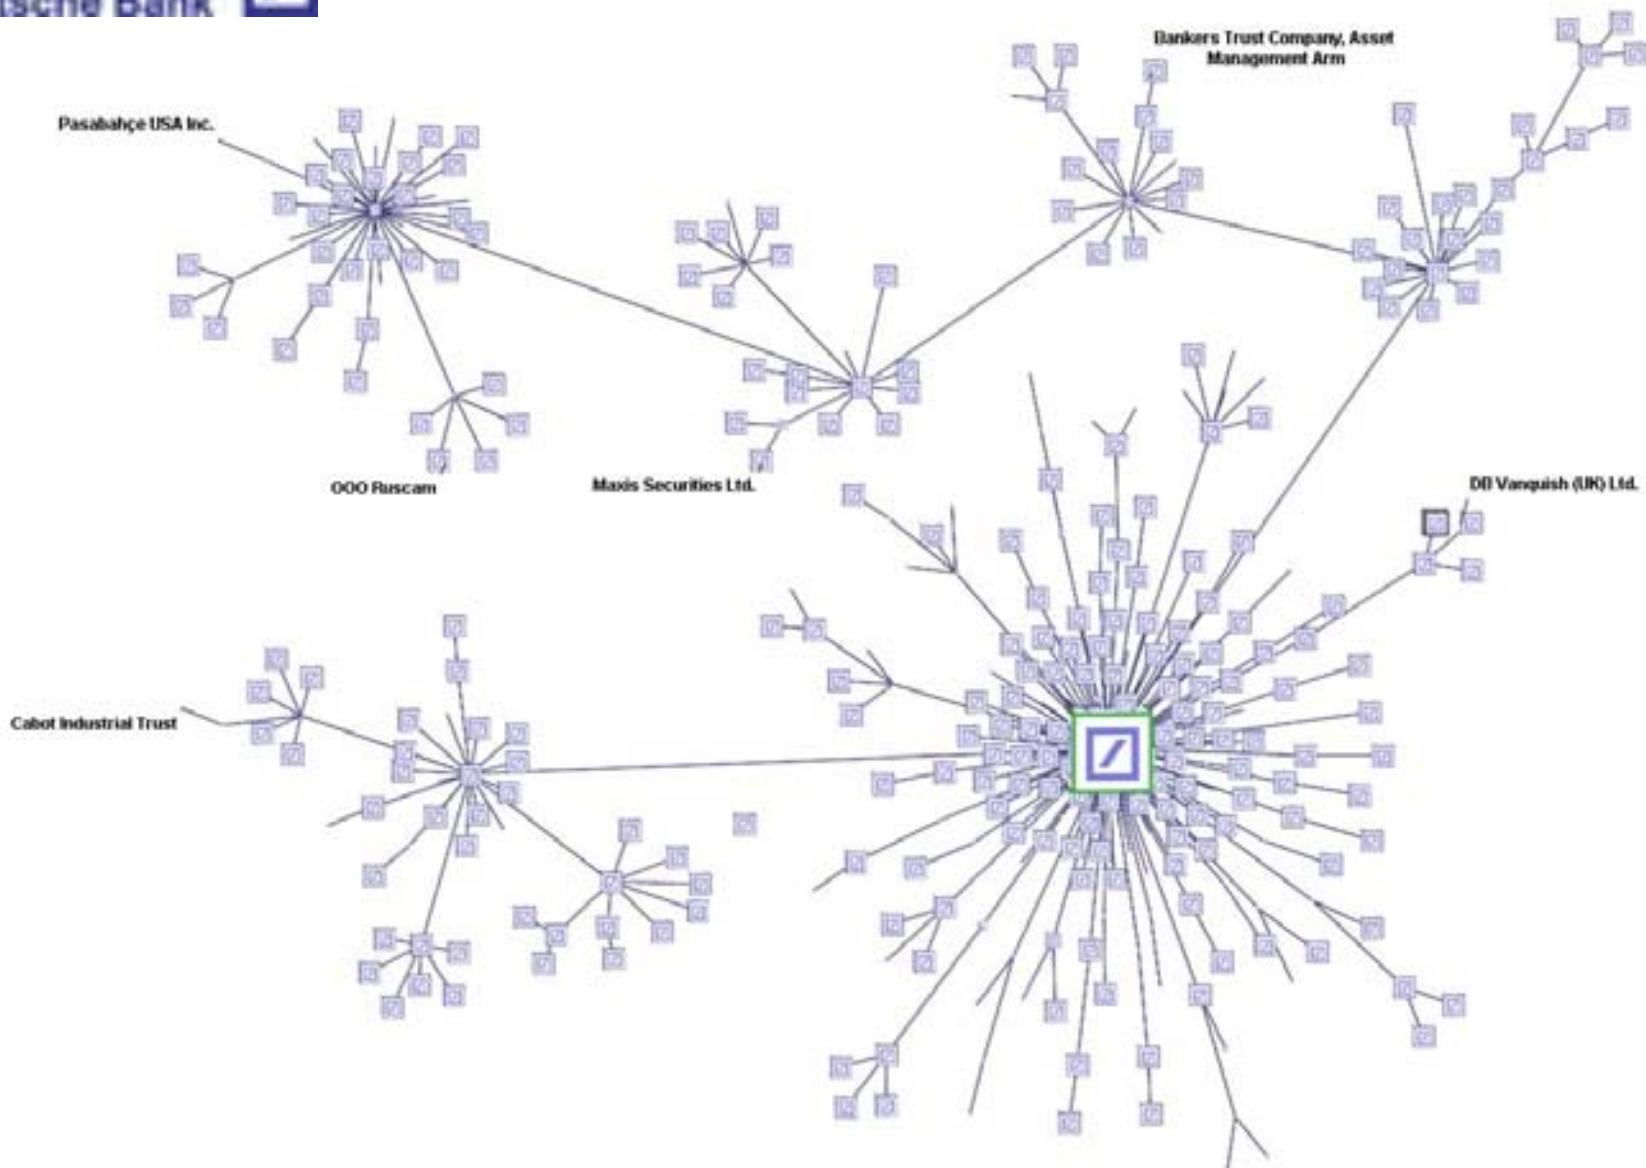 Bank
Bankers Trust Company, Asset
Management Arm
Pasabahçe USA Inc.
OOO Ruscam
Maxis Securities Ltd.
DB Vanquish (UK) Ltd.
Cabot Industrial Trust